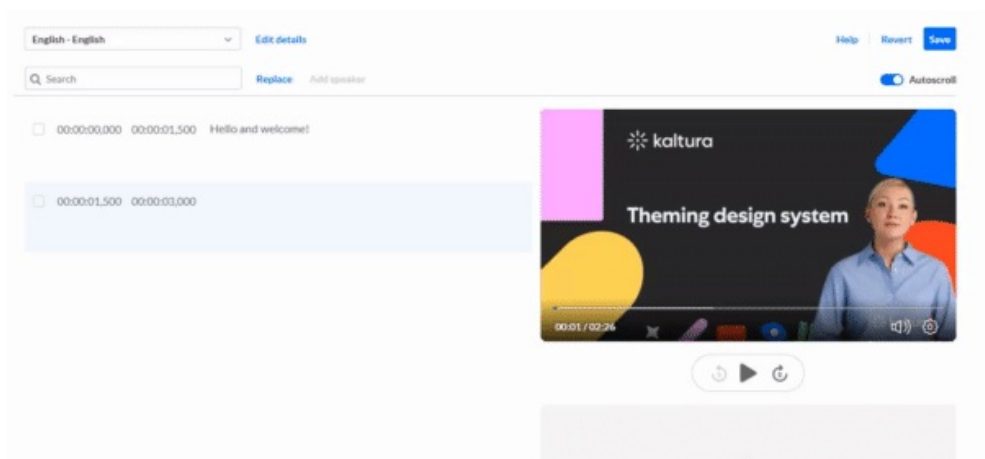 English - English
Edit details
Help
Revert
Save
Search
Replace
Add speaker
Autoscroll
00:00:00,000 00:00:01,500 Hello and welcome!
00:00:01,500 00:00:03,000
kaltura
Theming design system
00:01 / 02:26